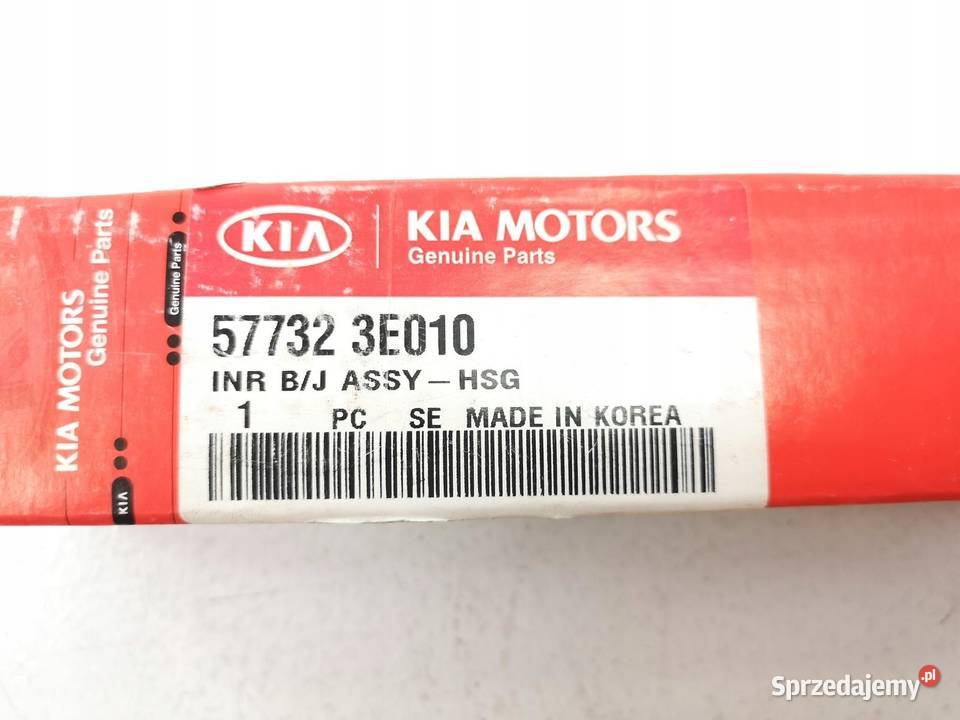 KIA MOTORS
Genuine Parts
Genuine Parts
KIA
KIA
KIA MOTORS
Genuine Parts
57732 3E010
INR B/J ASSY-HSG
1 PC SE MADE IN KOREA
Sprzedajemy.pl